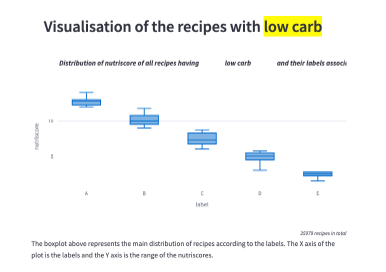 Visualisation of the recipes with low carb
Distribution of nutriscore of all recipes having low carb and their labels associ
nutriscore
10
A B C D E
label
20379 recipes in total
The boxplot above represents the main distribution of recipes according to the labels. The X axis of the
plot is the labels and the Y axis is the range of the nutriscores.